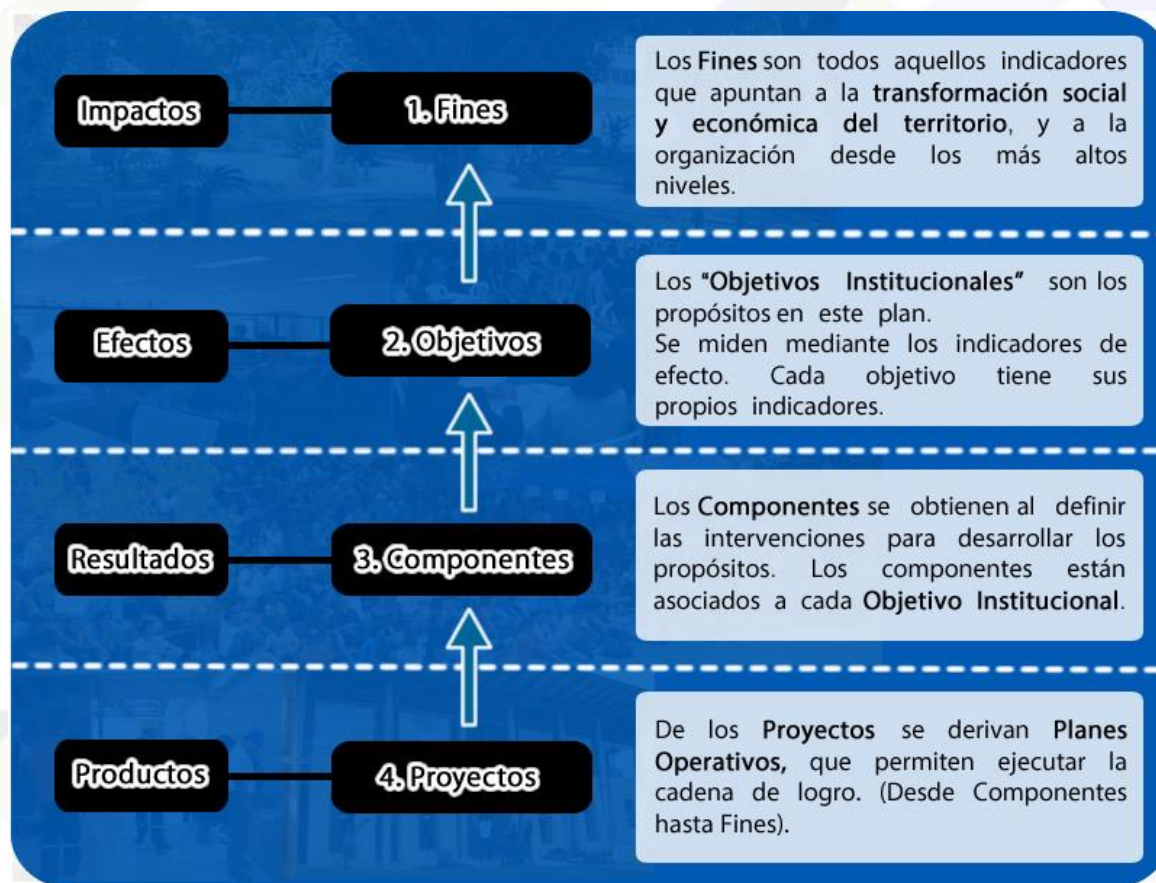 Impactos
1. Fines
Los Fines son todos aquellos indicadores
que apuntan a la transformación social
y económica del territorio, y a la
organización desde los más altos
niveles.
Efectos
2. Objetivos
Los "Objetivos Institucionales" son los
propósitos en este plan.
Se miden mediante los indicadores de
efecto. Cada objetivo tiene sus
propios indicadores.
Resultados
3. Componentes
Los Componentes se obtienen al definir
las intervenciones para desarrollar los
propósitos. Los componentes están
asociados a cada Objetivo Institucional.
Productos
4. Proyectos
De los Proyectos se derivan Planes
Operativos, que permiten ejecutar la
cadena de logro. (Desde Componentes
hasta Fines).